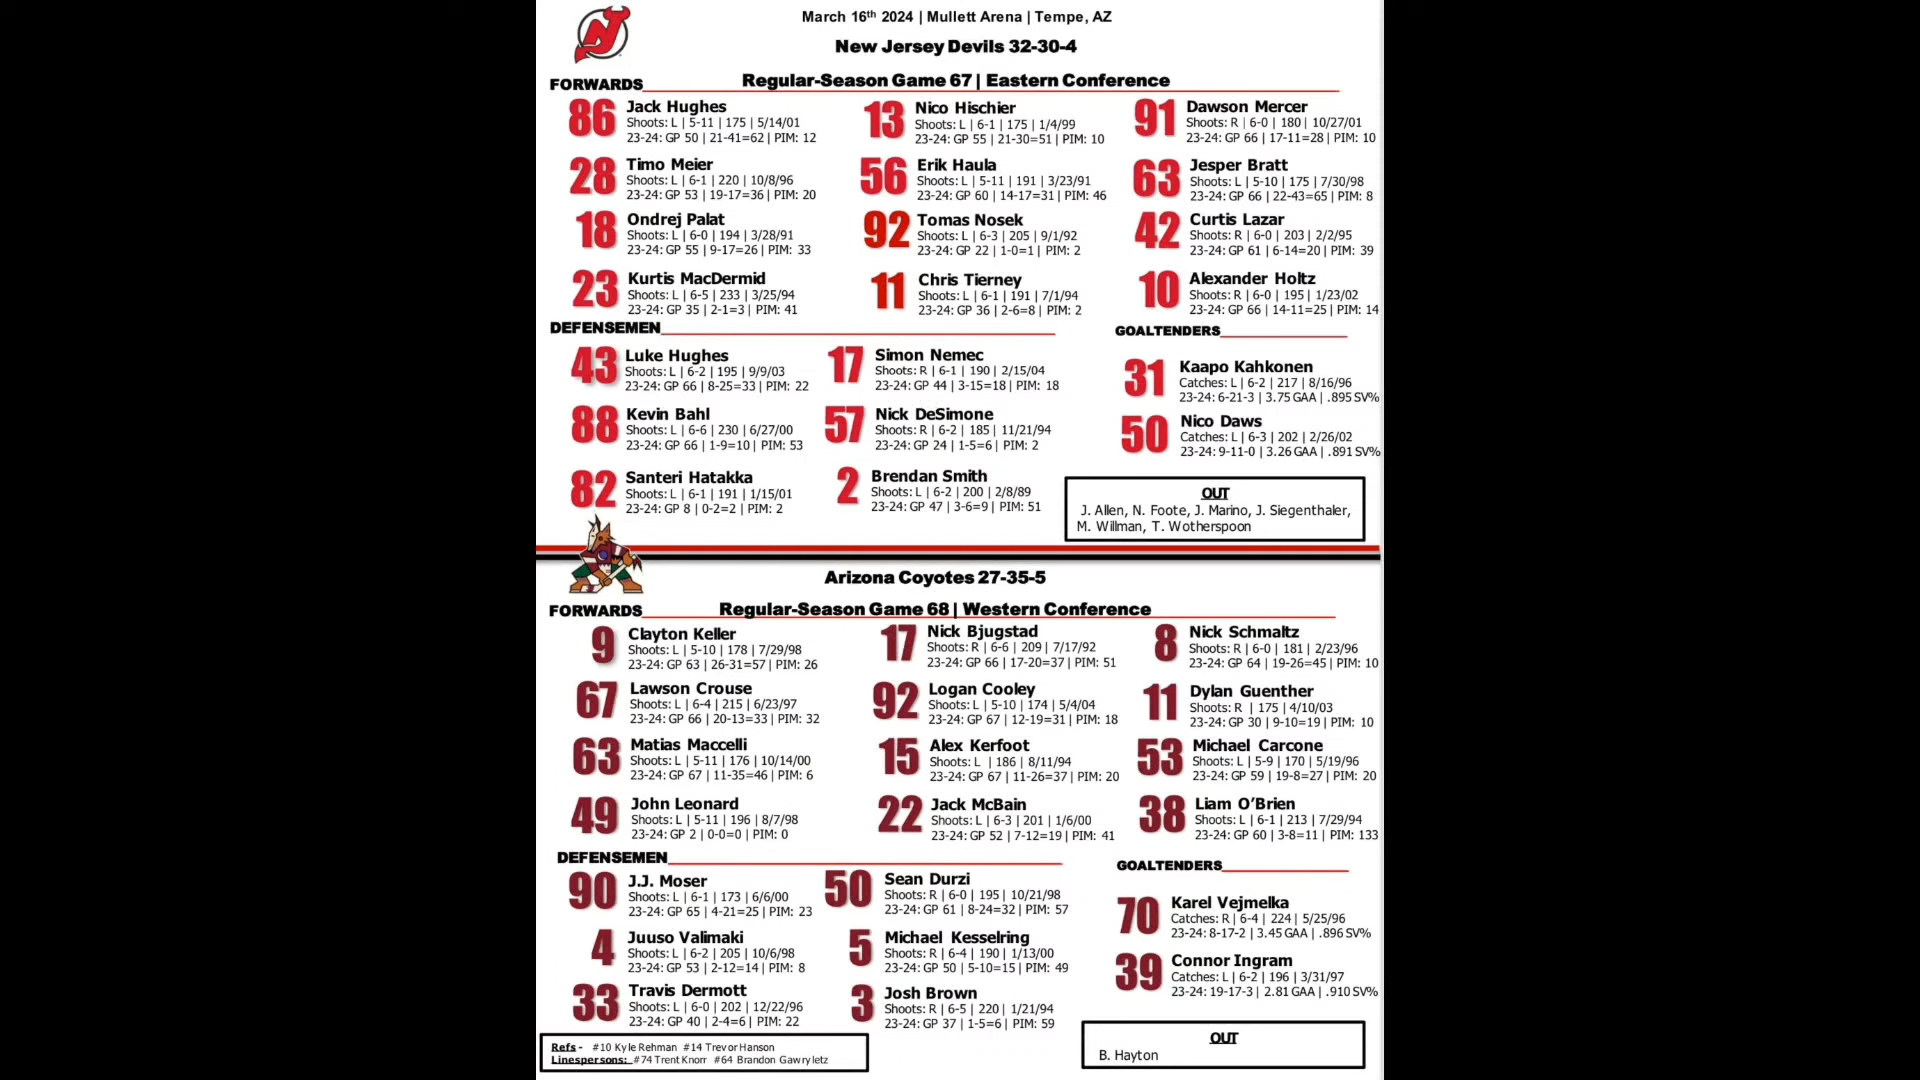 March 16th 2024 | Mullett Arena | Tempe, AZ
New Jersey Devils 32-30-4
Regular-Season Game 67 | Eastern Conference
FORWARDS
86 Jack Hughes
Shoots: L | 5-11 | 175 | 5/14/01
23-24: GP 50 | 21-41=62 | PIM: 12
13 Nico Hischier
Shoots: L | 6-1 | 175 | 1/4/99
23-24: GP 55 | 21-30=51 | PIM: 10
91 Dawson Mercer
Shoots: R | 6-0 | 180 | 10/27/01
23-24: GP 66 | 17-11=28 | PIM: 10
28 Timo Meier
Shoots: L | 6-1 | 220 | 10/8/96
23-24: GP 53 | 19-17=36 | PIM: 20
56 Erik Haula
Shoots: L | 5-11 | 191 | 3/23/91
23-24: GP 60 | 14-17=31 | PIM: 46
63 Jesper Bratt
Shoots: L | 5-10 | 175 | 7/30/98
23-24: GP 66 | 22-43=65 | PIM: 8
18 Ondrej Palat
Shoots: L | 6-0 | 194 | 3/28/91
23-24: GP 55 | 9-17=26 | PIM: 33
92 Tomas Nosek
Shoots: L | 6-3 | 205 | 9/1/92
23-24: GP 22 | 1-0=1 | PIM: 2
42 Curtis Lazar
Shoots: R | 6-0 | 203 | 2/2/95
23-24: GP 61 | 6-14=20 | PIM: 39
23 Kurtis MacDermid
Shoots: L | 6-5 | 233 | 3/25/94
23-24: GP 35 | 2-1=3 | PIM: 41
11 Chris Tierney
Shoots: L | 6-1 | 191 | 7/1/94
23-24: GP 36 | 2-6=8 | PIM: 2
10 Alexander Holtz
Shoots: R | 6-0 | 195 | 1/23/02
23-24: GP 66 | 14-11=25 | PIM: 14
DEFENSEMEN
43 Luke Hughes
Shoots: L | 6-2 | 195 | 9/9/03
23-24: GP 66 | 8-25=33 | PIM: 22
17 Simon Nemec
Shoots: R | 6-1 | 190 | 2/15/04
23-24: GP 44 | 3-15=18 | PIM: 18
88 Kevin Bahl
Shoots: L | 6-6 | 230 | 6/27/00
23-24: GP 66 | 1-9=10 | PIM: 53
57 Nick DeSimone
Shoots: R | 6-2 | 185 | 11/21/94
23-24: GP 24 | 1-5=6 | PIM: 2
82 Santeri Hatakka
Shoots: L | 6-1 | 191 | 1/15/01
23-24: GP 8 | 0-2=2 | PIM: 2
2 Brendan Smith
Shoots: L | 6-2 | 200 | 2/8/89
23-24: GP 47 | 3-6=9 | PIM: 51
GOALTENDERS
31 Kaapo Kahkonen
Catches: L | 6-2 | 217 | 8/16/96
23-24: 6-21-3 | 3.75 GAA | .895 SV%
50 Nico Daws
Catches: L | 6-3 | 202 | 2/26/02
23-24: 9-11-0 | 3.26 GAA | .891 SV%
OUT
J. Allen, N. Foote, J. Marino, J. Siegenthaler,
M. Willman, T. Wotherspoon
Arizona Coyotes 27-35-5
Regular-Season Game 68 | Western Conference
FORWARDS
9 Clayton Keller
Shoots: L | 5-10 | 178 | 7/29/98
23-24: GP 63 | 26-31=57 | PIM: 26
17 Nick Bjugstad
Shoots: R | 6-6 | 209 | 7/17/92
23-24: GP 66 | 17-20=37 | PIM: 51
8 Nick Schmaltz
Shoots: R | 6-0 | 181 | 2/23/96
23-24: GP 64 | 19-26=45 | PIM: 10
67 Lawson Crouse
Shoots: L | 6-4 | 215 | 6/23/97
23-24: GP 66 | 20-13=33 | PIM: 32
92 Logan Cooley
Shoots: L | 5-10 | 174 | 5/4/04
23-24: GP 67 | 12-19=31 | PIM: 18
11 Dylan Guenther
Shoots: R | 175 | 4/10/03
23-24: GP 30 | 9-10=19 | PIM: 10
63 Matias Maccelli
Shoots: L | 5-11 | 176 | 10/14/00
23-24: GP 67 | 11-35=46 | PIM: 6
15 Alex Kerfoot
Shoots: L | 186 | 8/11/94
23-24: GP 67 | 11-26=37 | PIM: 20
53 Michael Carcone
Shoots: L | 5-9 | 170 | 5/19/96
23-24: GP 59 | 19-8=27 | PIM: 20
49 John Leonard
Shoots: L | 5-11 | 196 | 8/7/98
23-24: GP 2 | 0-0=0 | PIM: 0
22 Jack McBain
Shoots: L | 6-3 | 201 | 1/6/00
23-24: GP 52 | 7-12=19 | PIM: 41
38 Liam O'Brien
Shoots: L | 6-1 | 213 | 7/29/94
23-24: GP 60 | 3-8=11 | PIM: 133
DEFENSEMEN
90 J.J. Moser
Shoots: L | 6-1 | 173 | 6/6/00
23-24: GP 65 | 4-21=25 | PIM: 23
50 Sean Durzi
Shoots: R | 6-0 | 195 | 10/21/98
23-24: GP 61 | 8-24=32 | PIM: 57
4 Juuso Valimaki
Shoots: L | 6-2 | 205 | 10/6/98
23-24: GP 53 | 2-12=14 | PIM: 8
5 Michael Kesselring
Shoots: R | 6-4 | 190 | 1/13/00
23-24: GP 50 | 5-10=15 | PIM: 49
33 Travis Dermott
Shoots: L | 6-0 | 202 | 12/22/96
23-24: GP 40 | 2-4=6 | PIM: 22
3 Josh Brown
Shoots: R | 6-5 | 220 | 1/21/94
23-24: GP 37 | 1-5=6 | PIM: 59
GOALTENDERS
70 Karel Vejmelka
Catches: R | 6-4 | 224 | 5/25/96
23-24: 8-17-2 | 3.45 GAA | .896 SV%
39 Connor Ingram
Catches: L | 6-2 | 196 | 3/31/97
23-24: 19-17-3 | 2.81 GAA | .910 SV%
Refs - #10 Kyle Rehman #14 Trevor Hanson
Linespersons: #74 Trent Knorr #64 Brandon Gawryletz
OUT
B. Hayton